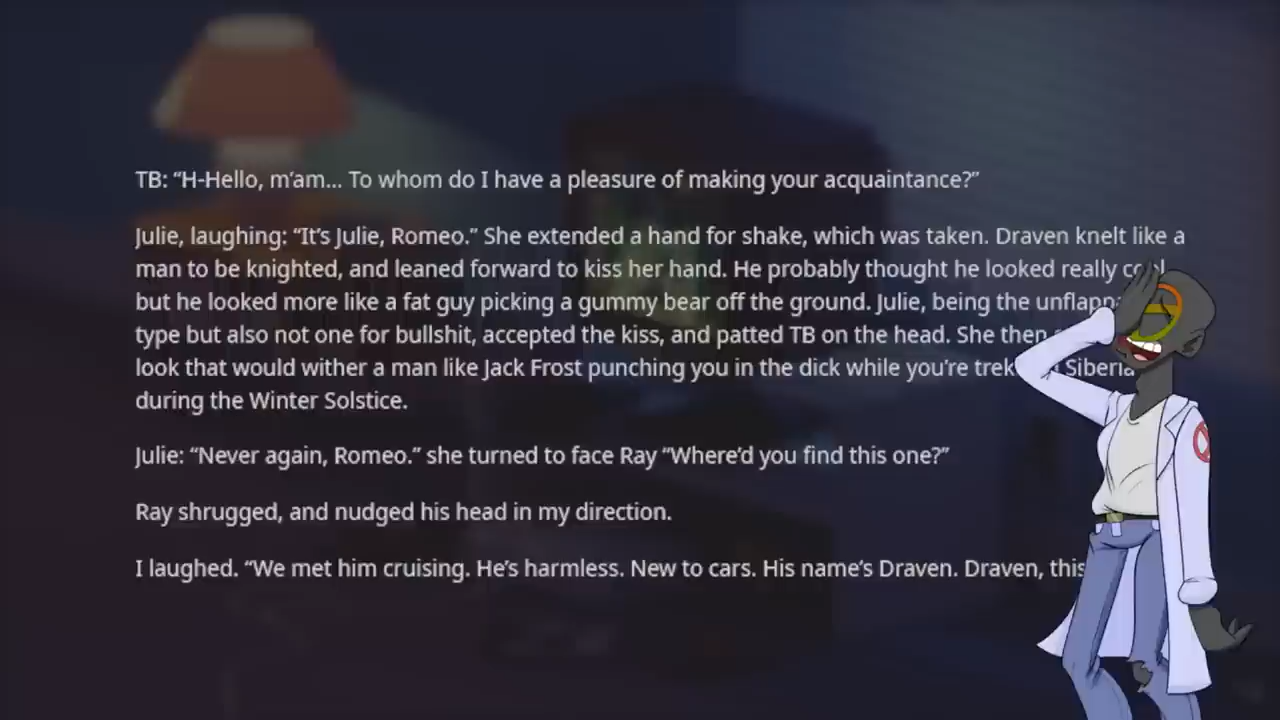 TB: “H-Hello, m’am... To whom do I have a pleasure of making your acquaintance?”
Julie, laughing: “It’s Julie, Romeo.” She extended a hand for shake, which was taken. Draven knelt like a
man to be knighted, and leaned forward to kiss her hand. He probably thought he looked really
but he looked more like a fat guy picking a gummy bear off the ground. Julie, being the
type but also not one for bullshit, accepted the kiss, and patted TB on the head. She then
look that would wither a man like Jack Frost punching you in the dick while you’re Siberia
during the Winter Solstice.
Julie: “Never again, Romeo.” she turned to face Ray “Where’d you find this one?”
Ray shrugged, and nudged his head in my direction.
I laughed. “We met him cruising. He’s harmless. New to cars. His name’s Draven. Draven, this